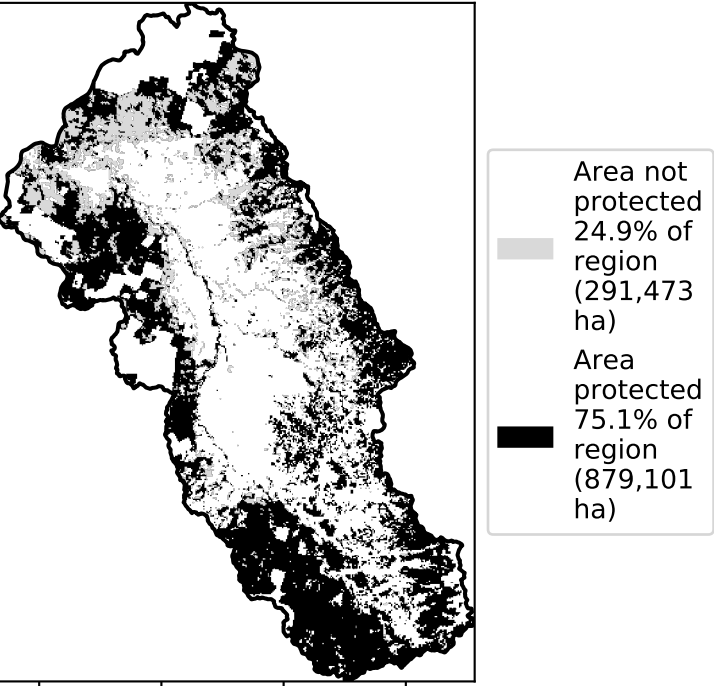 Area not
protected
24.9% of
region
(291,473
ha)
Area
protected
75.1% of
region
(879,101
ha)